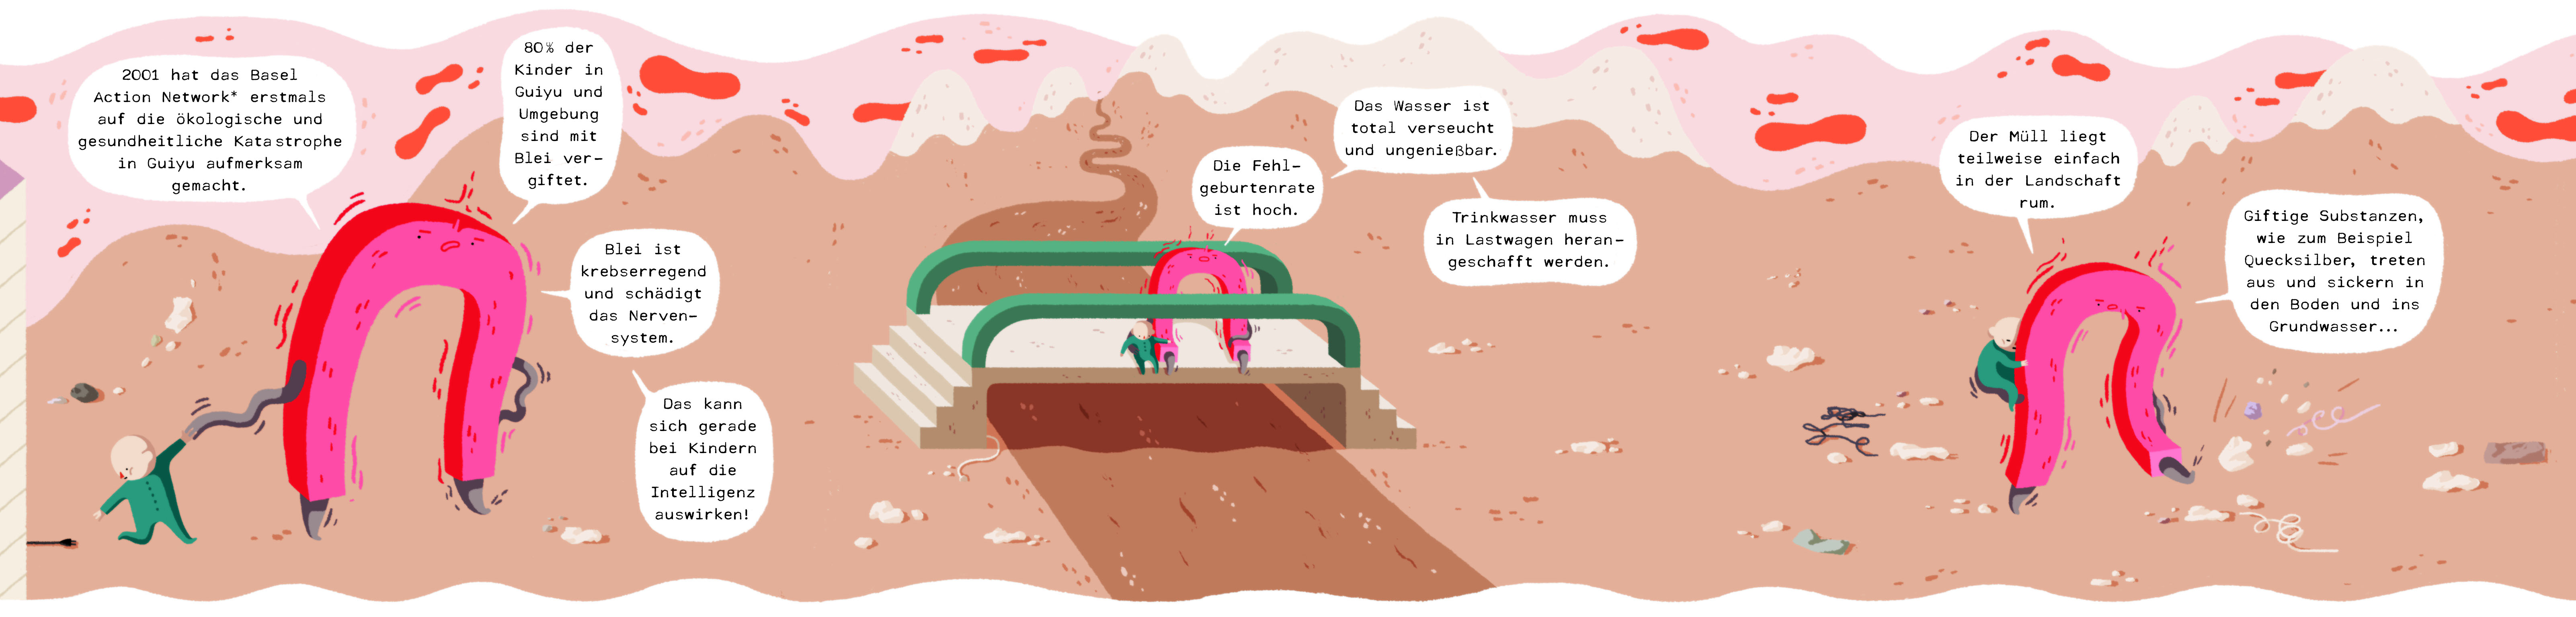 2001 hat das Basel
Action Network* erstmals
auf die ökologische und
gesundheitliche Katastrophe
in Guiyu aufmerksam
gemacht.
80% der
Kinder in
Guiyu und
Umgebung
sind mit
Blei ver-
giftet.
Blei ist
krebserregend
und schädigt
das Nerven-
system.
Das kann
sich gerade
bei Kindern
auf die
Intelligenz
auswirken!
Die Fehl-
geburtenrate
ist hoch.
Das Wasser ist
total verseucht
und ungenießbar.
Trinkwasser muss
in Lastwagen heran-
geschafft werden.
Der Müll liegt
teilweise einfach
in der Landschaft
rum.
Giftige Substanzen,
wie zum Beispiel
Quecksilber, treten
aus und sickern in
den Boden und ins
Grundwasser...